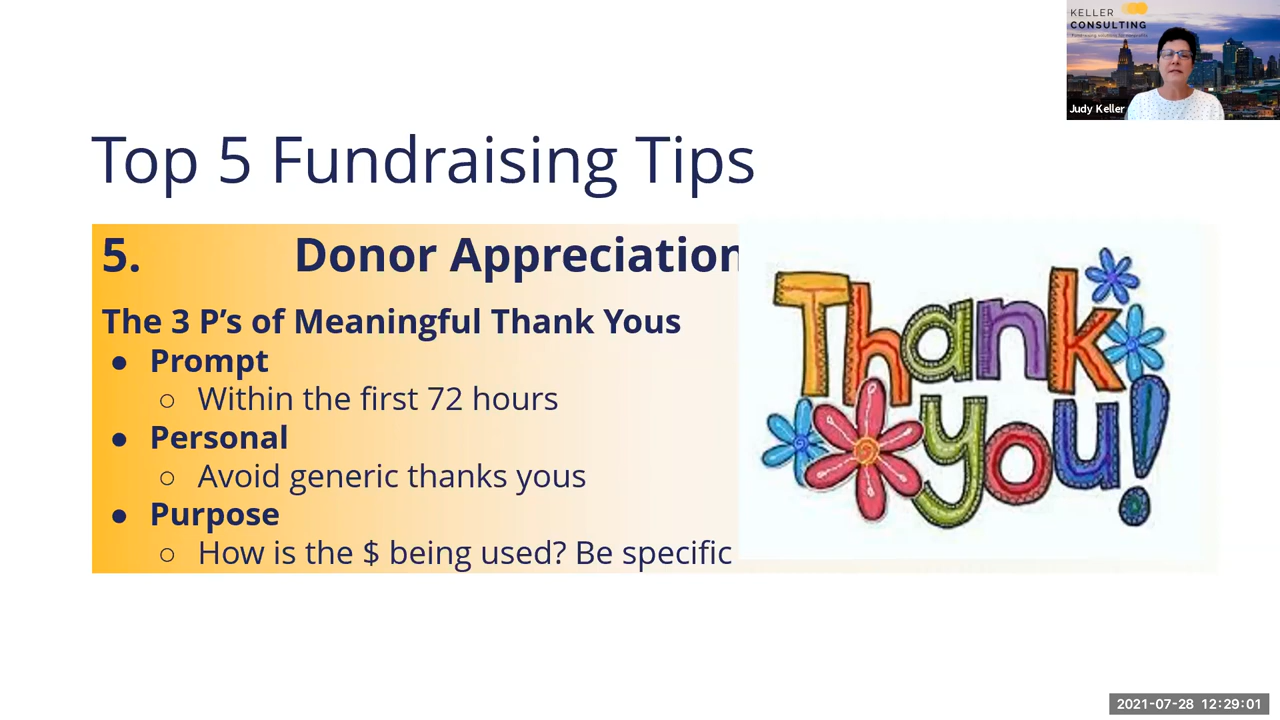 KELLER
CONSULTING
Judy Keller
Top 5 Fundraising Tips
5. Donor Appreciation
The 3 P’s of Meaningful Thank Yous
● Prompt
○ Within the first 72 hours
● Personal
○ Avoid generic thanks yous
● Purpose
○ How is the $ being used? Be specific
Thank
you!
2021-07-28 12:29:01